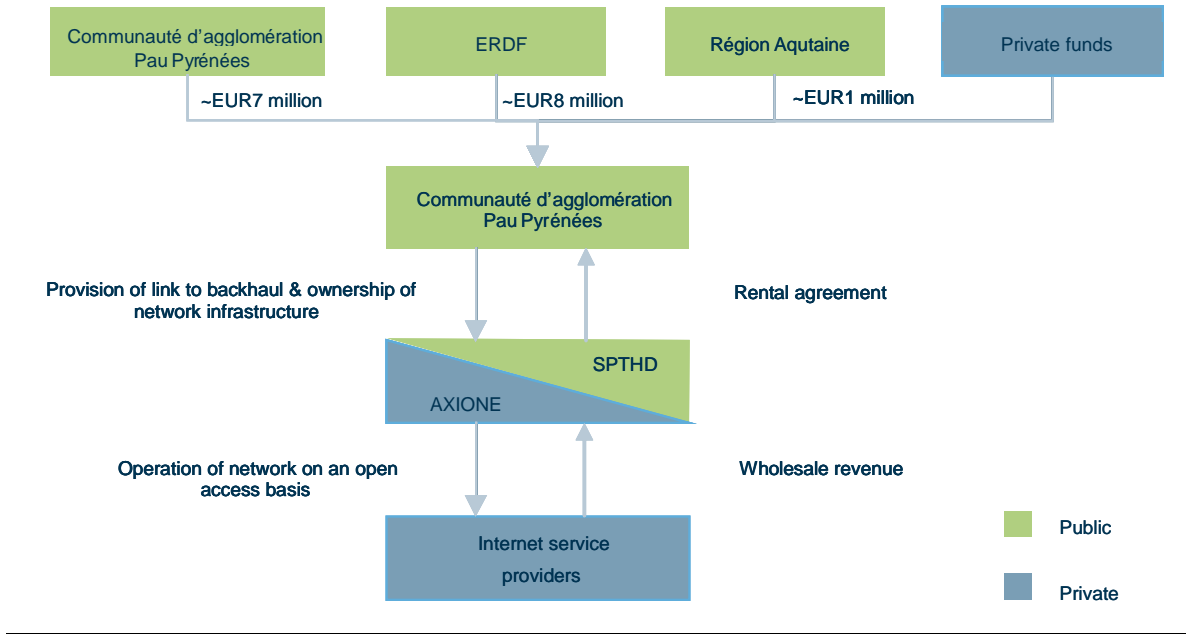 Communauté d’agglomération
Pau Pyrénées
ERDF
Région Aqutaine
Private funds
~EUR7 million
~EUR8 million
~EUR1 million
Communauté d’agglomération
Pau Pyrénées
Provision of link to backhaul & ownership of
network infrastructure
Rental agreement
SPTHD
AXIONE
Operation of network on an open
access basis
Wholesale revenue
Internet service
providers
Public
Private